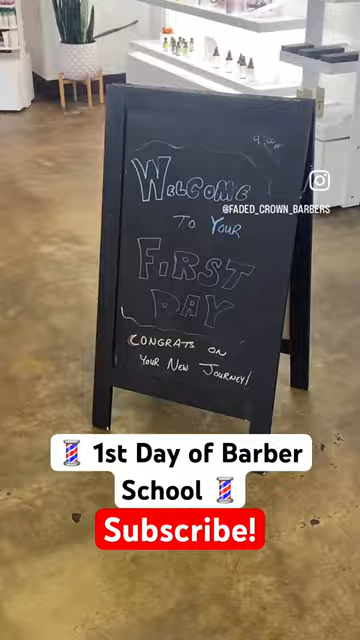 WELCOME
@FADED_CROWN_BARBERS
TO YOUR
FIRST
DAY
CONGRATS ON
YOUR NEW JOURNEY!
💈 1st Day of Barber
School 💈
Subscribe!